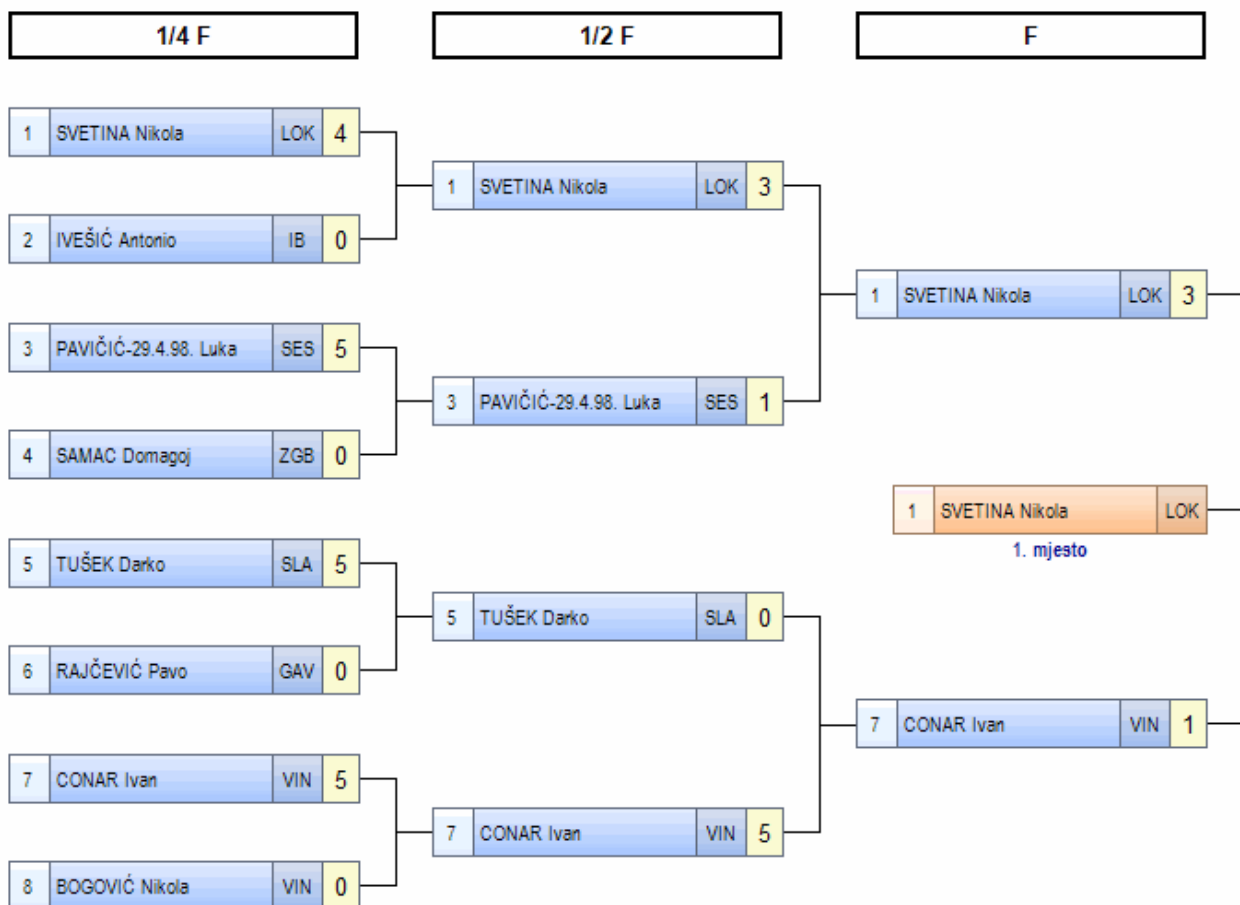 1/4 F 1/2 F F
1 SVETINA Nikola LOK 4
1 SVETINA Nikola LOK 3
2 IVEŠIĆ Antonio IB 0
1 SVETINA Nikola LOK 3
3 PAVIČIĆ-29.4.98. Luka SES 5
3 PAVIČIĆ-29.4.98. Luka SES 1
4 SAMAC Domagoj ZGB 0
1 SVETINA Nikola LOK
1. mjesto
5 TUŠEK Darko SLA 5
5 TUŠEK Darko SLA 0
6 RAJČEVIĆ Pavo GAV 0
7 CONAR Ivan VIN 1
7 CONAR Ivan VIN 5
7 CONAR Ivan VIN 5
8 BOGOVIĆ Nikola VIN 0